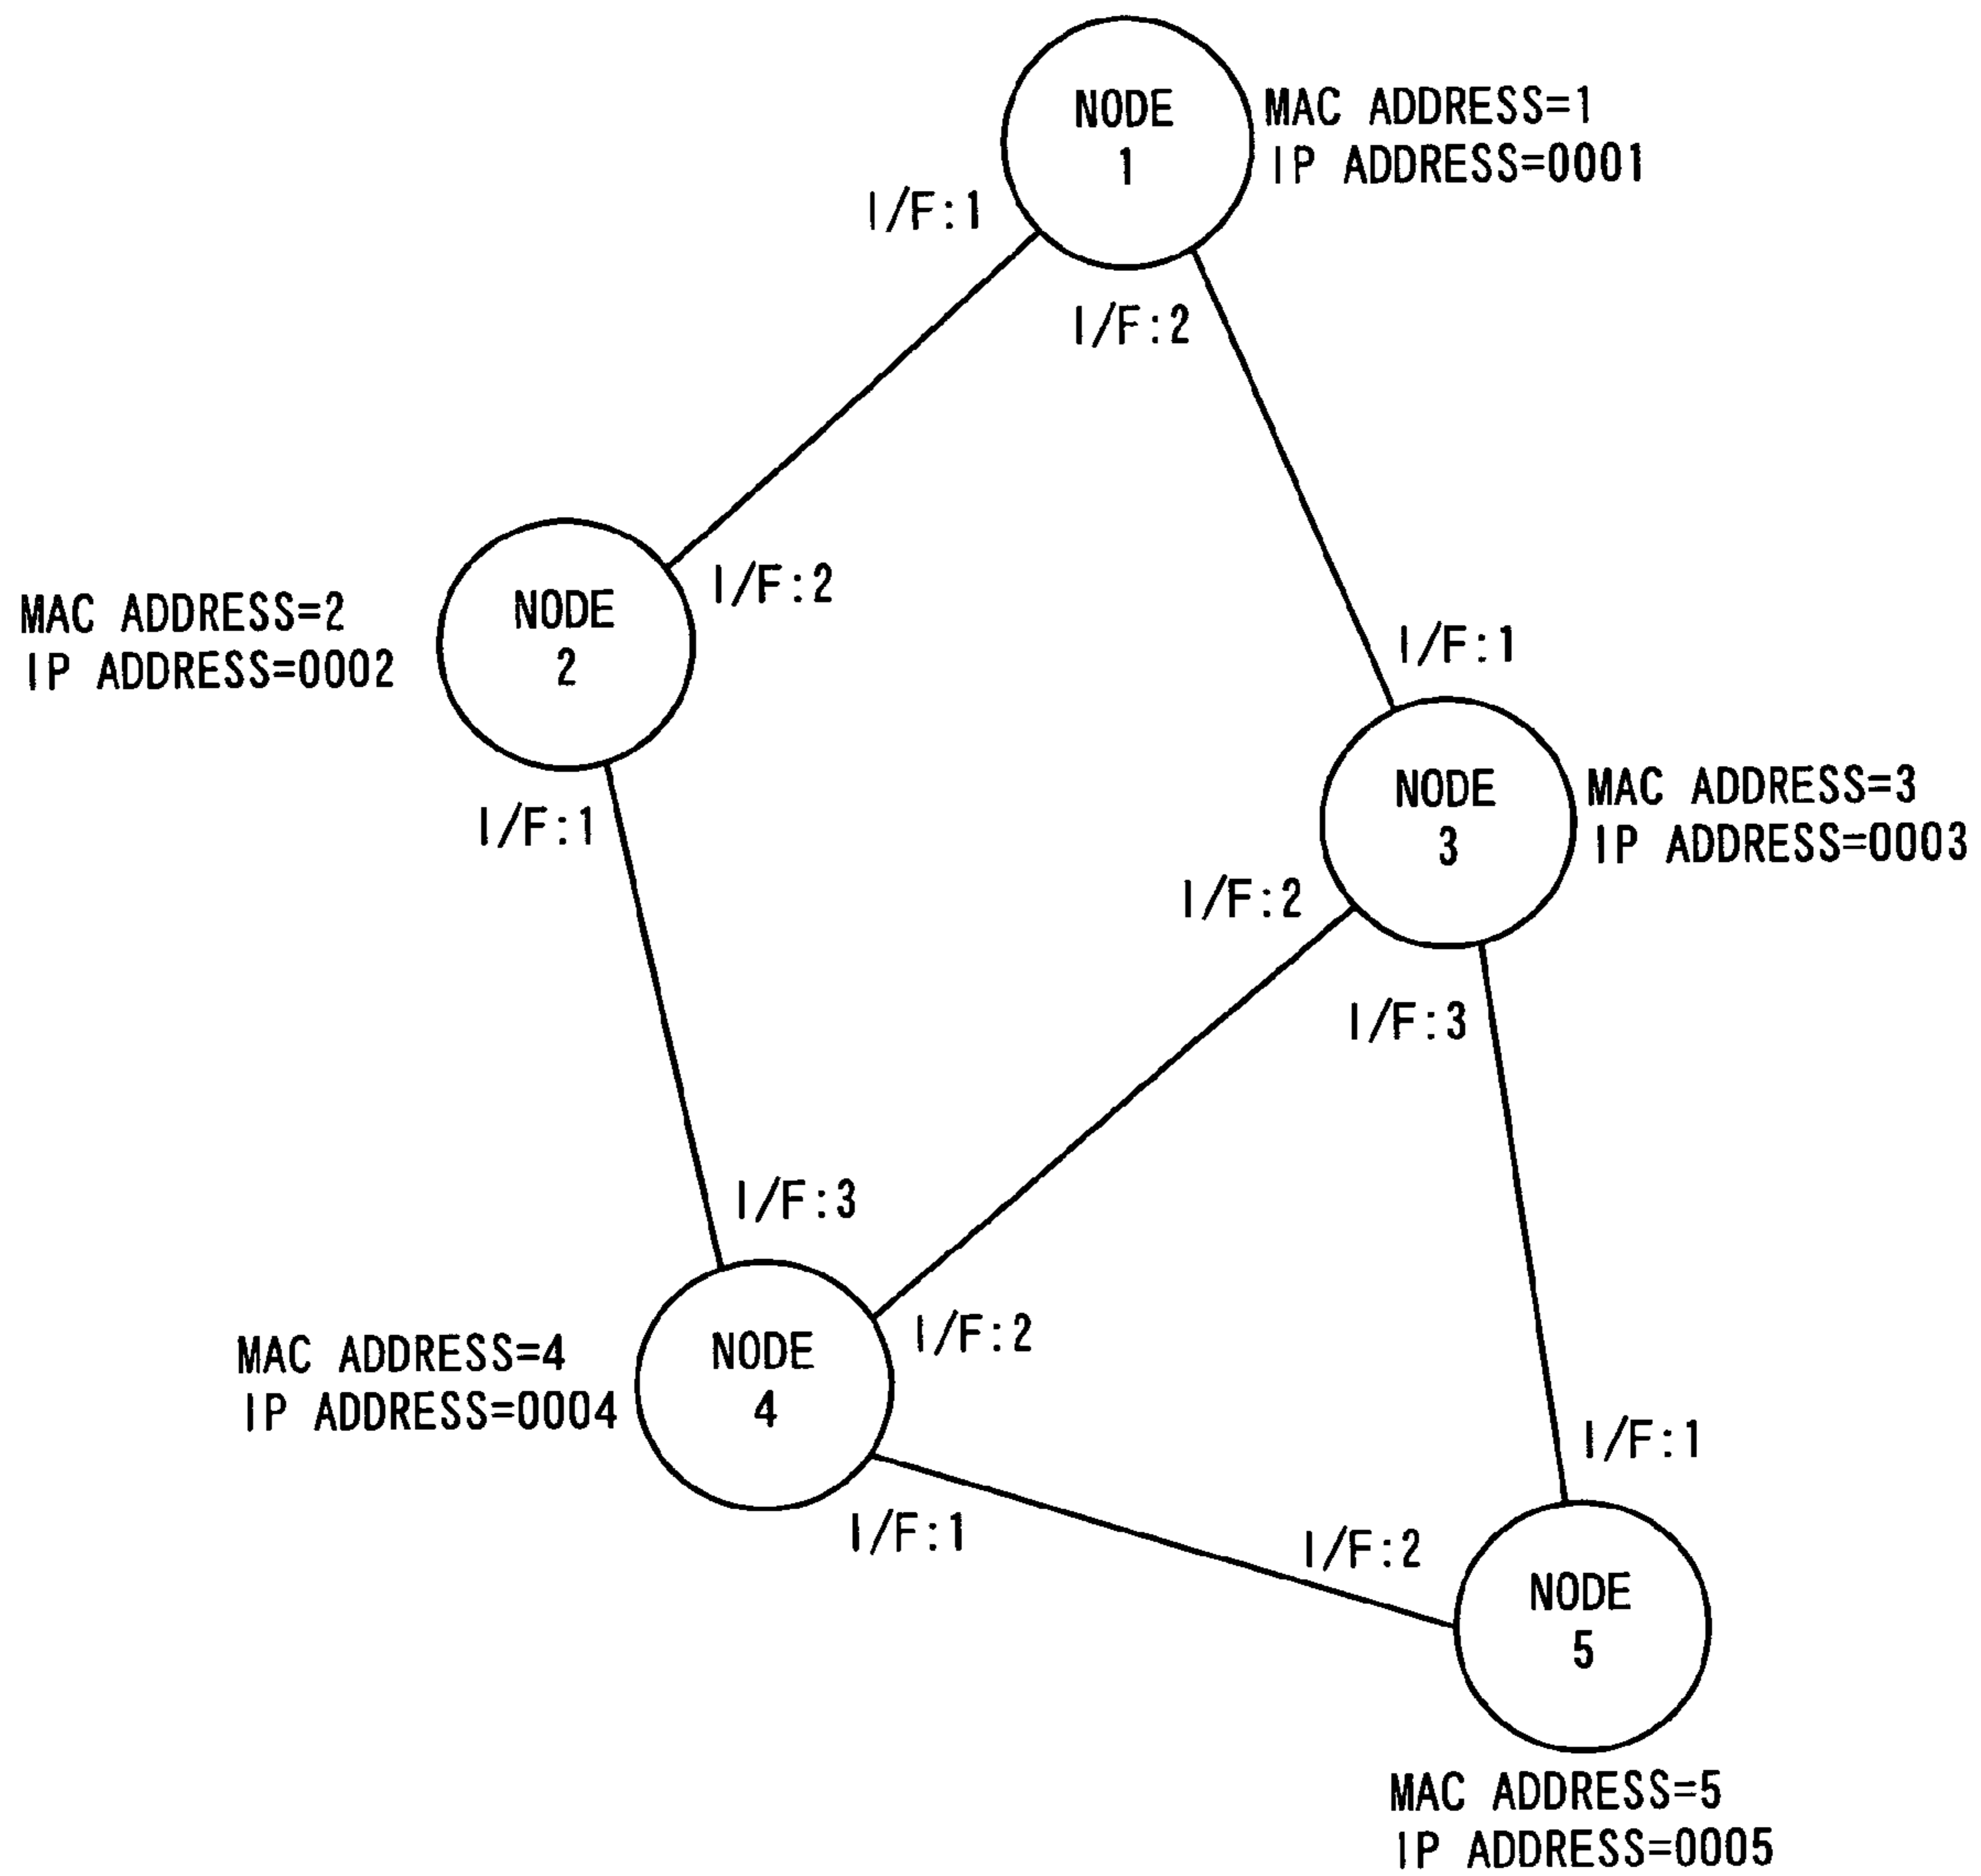 NODE
1
MAC ADDRESS=1
IP ADDRESS=0001
I/F:1
I/F:2
I/F:2
NODE
2
MAC ADDRESS=2
IP ADDRESS=0002
I/F:1
I/F:1
NODE
3
MAC ADDRESS=3
IP ADDRESS=0003
I/F:2
I/F:3
I/F:3
NODE
4
MAC ADDRESS=4
IP ADDRESS=0004
I/F:2
I/F:1
I/F:1
I/F:2
NODE
5
MAC ADDRESS=5
IP ADDRESS=0005